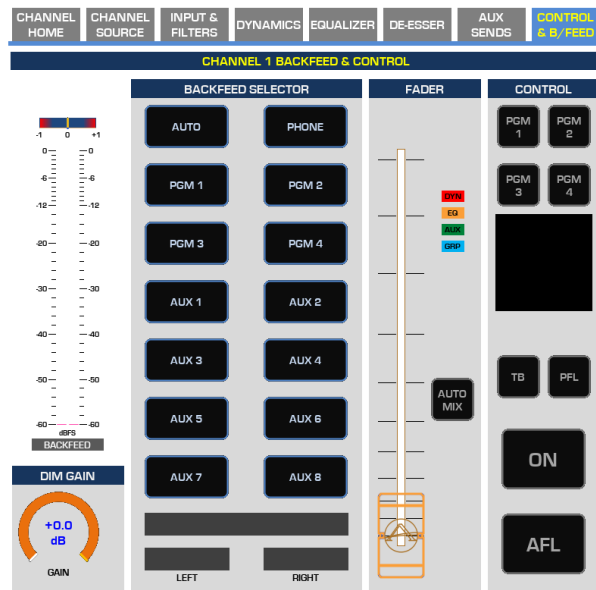 CHANNEL HOME
CHANNEL SOURCE
INPUT & FILTERS
DYNAMICS
EQUALIZER
DE-ESSER
AUX SENDS
CONTROL & B/FEED
CHANNEL 1 BACKFEED & CONTROL
BACKFEED SELECTOR
FADER
CONTROL
-1 0 +1
0 0
-6 -6
-12 -12
-20 -20
-30 -30
-40 -40
-50 -50
-60 -60
dBFS
BACKFEED
DIM GAIN
+0.0
dB
GAIN
AUTO
PHONE
PGM 1
PGM 2
PGM 3
PGM 4
AUX 1
AUX 2
AUX 3
AUX 4
AUX 5
AUX 6
AUX 7
AUX 8
LEFT
RIGHT
DYN
EQ
AUX
GRP
AUTO
MIX
PGM
1
PGM
2
PGM
3
PGM
4
TB
PFL
ON
AFL